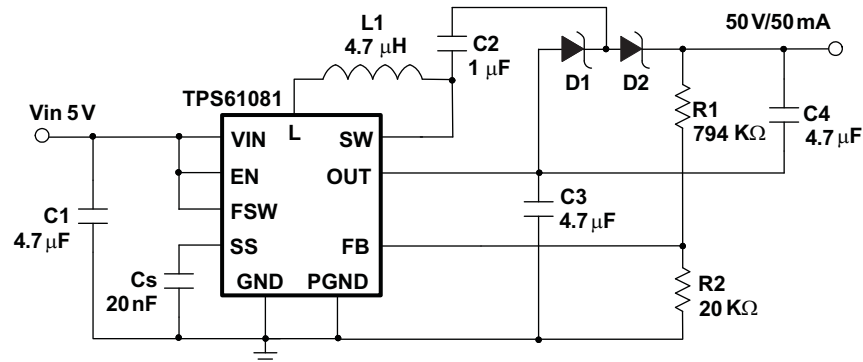 L1
4.7 μH
C2
1 μF
50 V/50 mA
D1
D2
TPS61081
Vin 5 V
L
VIN
SW
EN
OUT
FSW
SS
FB
GND
PGND
R1
794 KΩ
C4
4.7 μF
C1
4.7 μF
C3
4.7 μF
Cs
20 nF
R2
20 KΩ